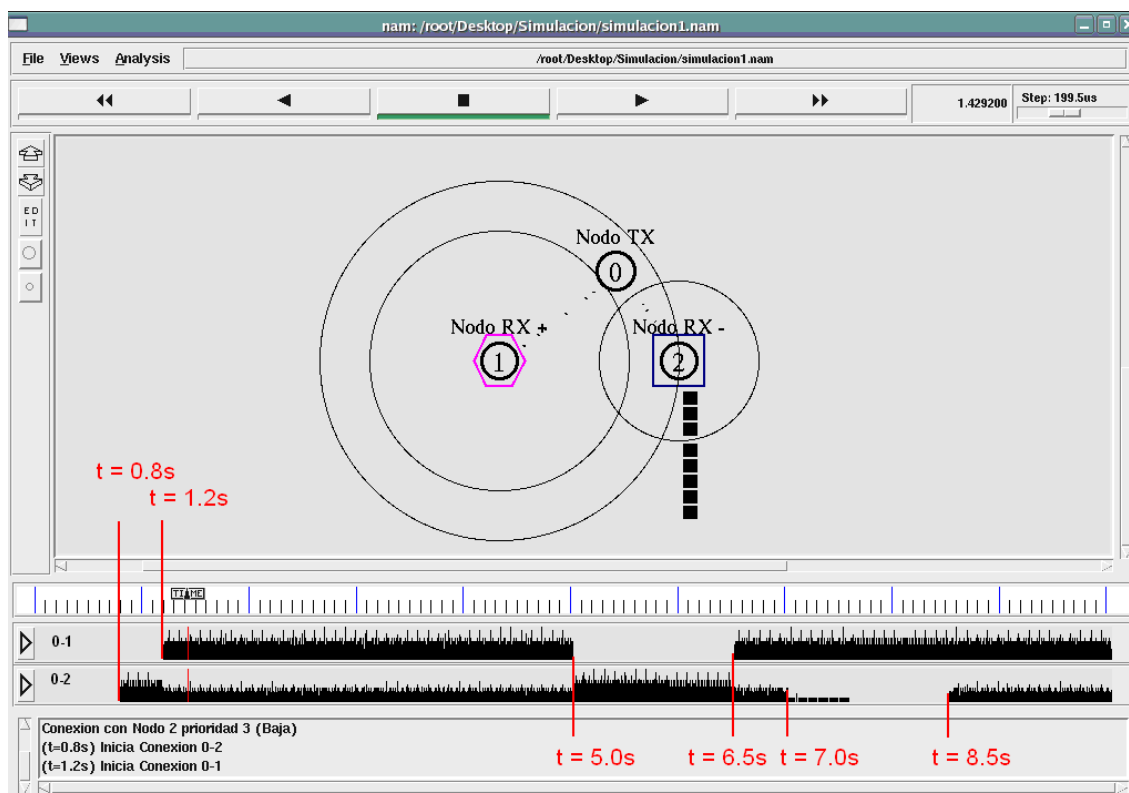 nam: /root/Desktop/Simulacion/simulacion1.nam
File Views Analysis /root/Desktop/Simulacion/simulacion1.nam
1.429200 Step: 199.5us
ED
IT
Nodo TX
0
Nodo RX + Nodo RX -
1 2
t = 0.8s
t = 1.2s
TIME
0-1
0-2
Conexion con Nodo 2 prioridad 3 (Baja)
(t=0.8s) Inicia Conexion 0-2
(t=1.2s) Inicia Conexion 0-1
t = 5.0s t = 6.5s t = 7.0s t = 8.5s